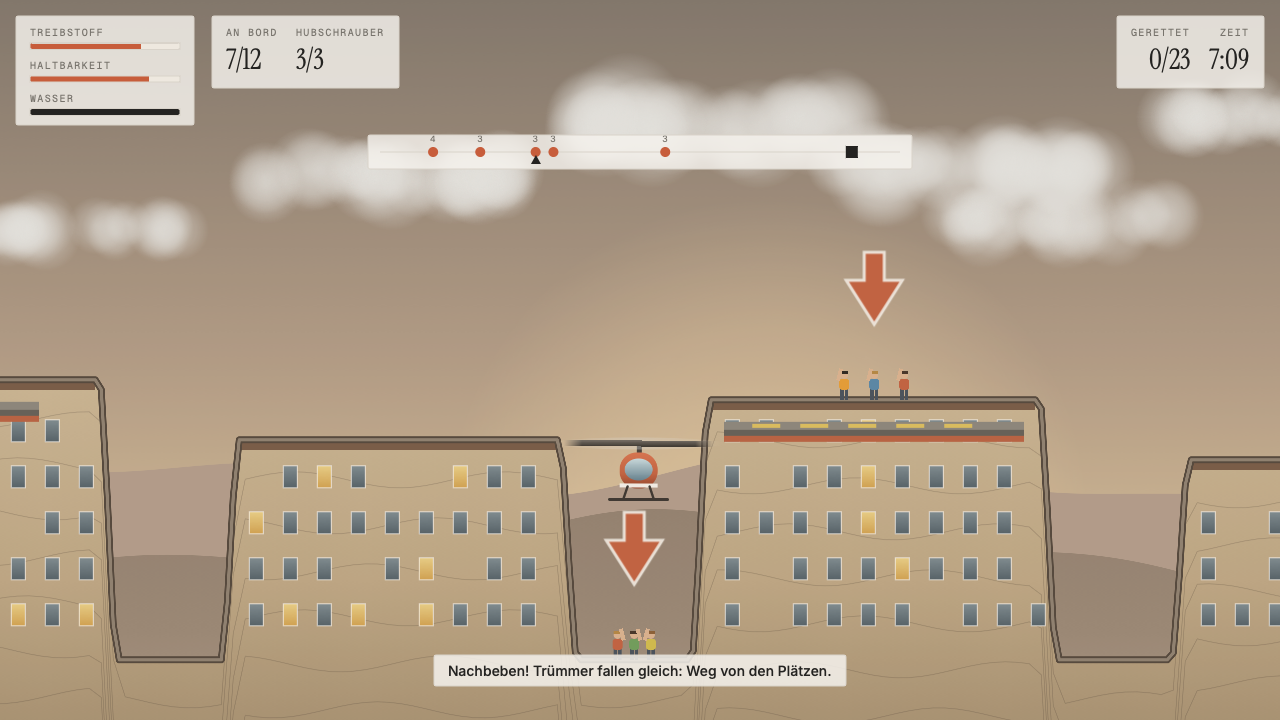 TREIBSTOFF
HALTBARKEIT
WASSER
AN BORD HUBSCHRAUBER
7/12 3/3
GERETTET ZEIT
0/23 7:09
4 3 3 3 3
Nachbeben! Trümmer fallen gleich: Weg von den Plätzen.